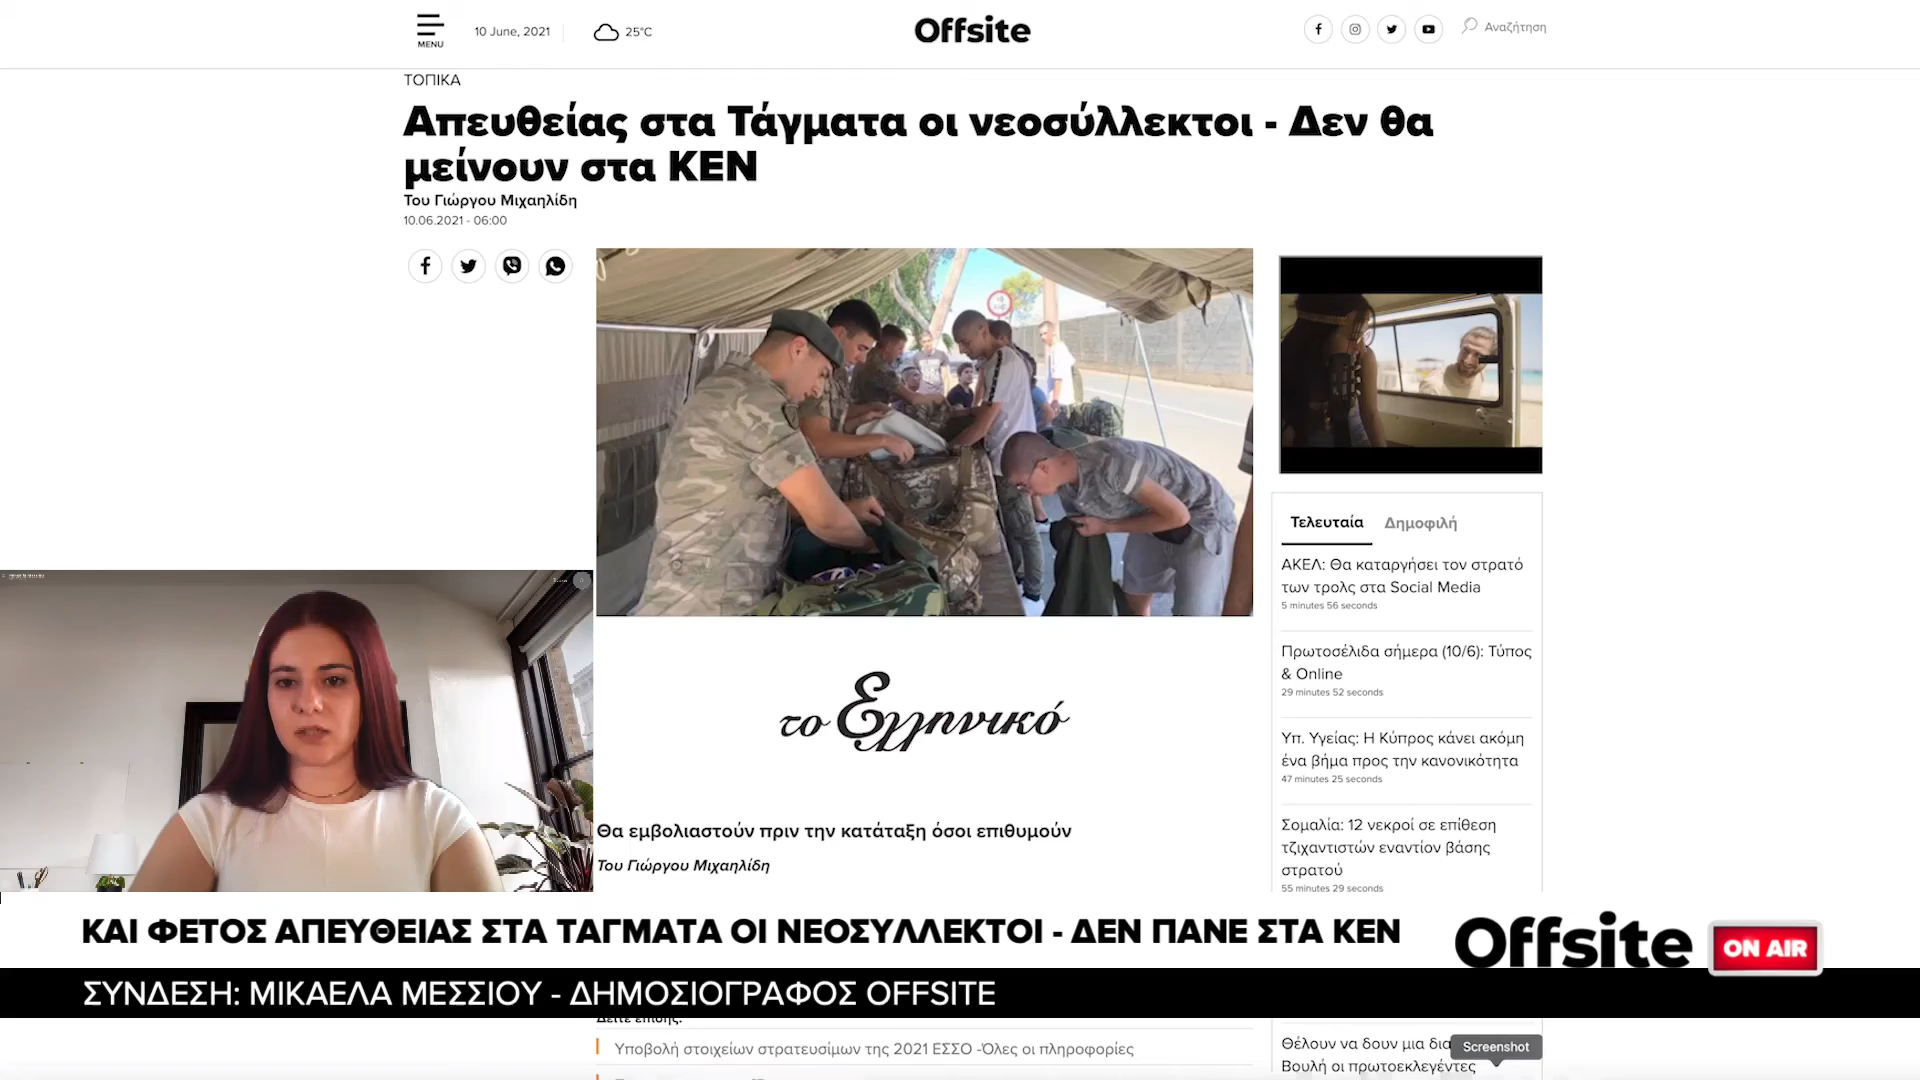 MENU
10 June, 2021
25°C
Offsite
Αναζήτηση
ΤΟΠΙΚΑ
Απευθείας στα Τάγματα οι νεοσύλλεκτοι - Δεν θα
μείνουν στα ΚΕΝ
Του Γιώργου Μιχαηλίδη
10.06.2021 - 06:00
Τελευταία
Δημοφιλή
ΑΚΕΛ: Θα καταργήσει τον στρατό
των τρολς στα Social Media
5 minutes 56 seconds
Πρωτοσέλιδα σήμερα (10/6): Τύπος
& Online
29 minutes 52 seconds
Υπ. Υγείας: Η Κύπρος κάνει ακόμη
ένα βήμα προς την κανονικότητα
47 minutes 25 seconds
Σομαλία: 12 νεκροί σε επίθεση
τζιχαντιστών εναντίον βάσης
στρατού
55 minutes 29 seconds
το Ελληνικό
Θα εμβολιαστούν πριν την κατάταξη όσοι επιθυμούν
Του Γιώργου Μιχαηλίδη
ΚΑΙ ΦΕΤΟΣ ΑΠΕΥΘΕΙΑΣ ΣΤΑ ΤΑΓΜΑΤΑ ΟΙ ΝΕΟΣΥΛΛΕΚΤΟΙ - ΔΕΝ ΠΑΝΕ ΣΤΑ ΚΕΝ
Offsite
ON AIR
ΣΥΝΔΕΣΗ: ΜΙΚΑΕΛΑ ΜΕΣΣΙΟΥ - ΔΗΜΟΣΙΟΓΡΑΦΟΣ OFFSITE
Δείτε επίσης:
Υποβολή στοιχείων στρατευσίμων της 2021 ΕΣΣΟ -Όλες οι πληροφορίες
Θέλουν να δουν μια
Screenshot
Βουλή οι πρωτοεκλεγέντες